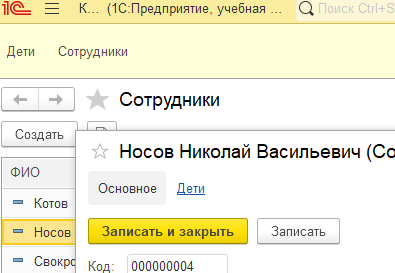 1С К... (1С:Предприятие, учебная ... Поиск Ctrl+S
Дети Сотрудники
Сотрудники
Создать
Носов Николай Васильевич (Со
ФИО
Основное Дети
Котов
Записать и закрыть Записать
Носов
Свокро
Код: 000000004